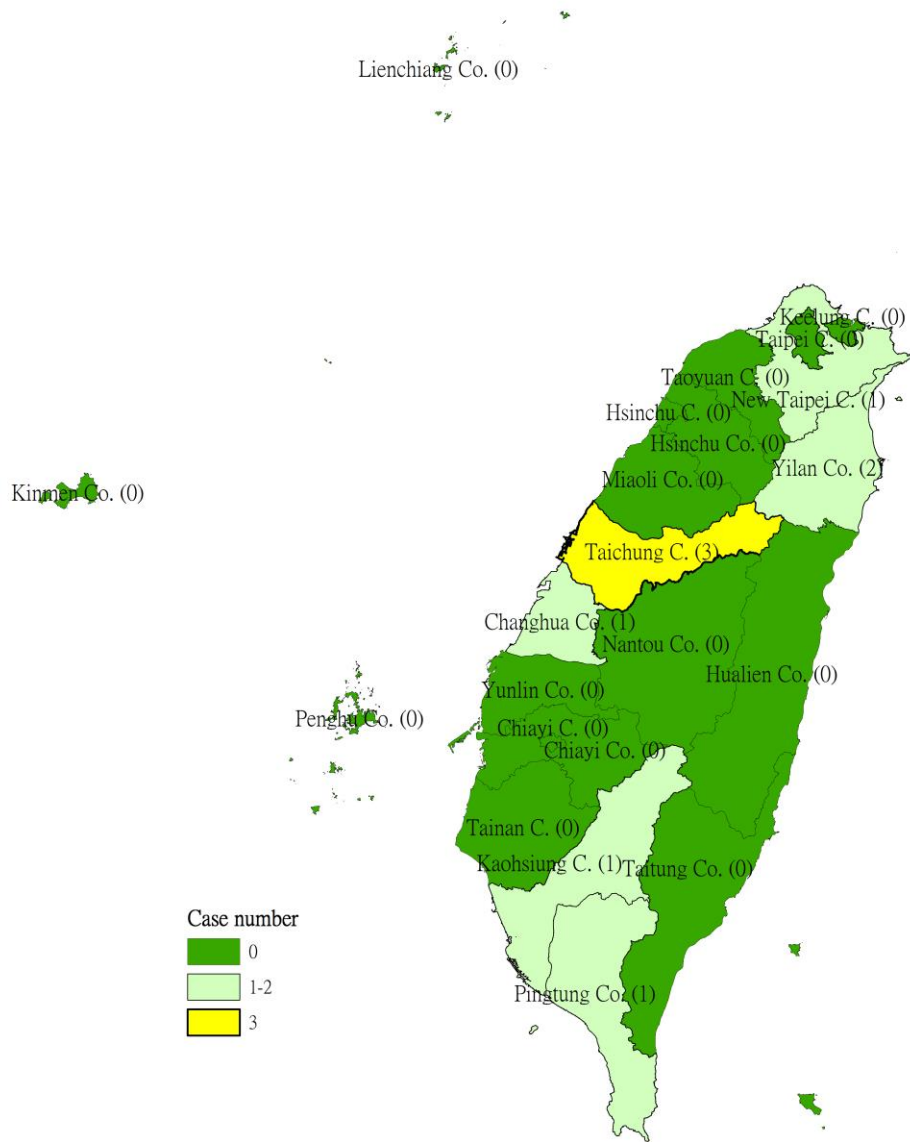 Lienchiang Co. (0)
Keelung C. (0)
Taipei C. (0)
Taoyuan C. (0)
New Taipei C. (1)
Hsinchu C. (0)
Hsinchu Co. (0)
Yilan Co. (2)
Miaoli Co. (0)
Kinmen Co. (0)
Taichung C. (3)
Changhua Co. (1)
Nantou Co. (0)
Hualien Co. (0)
Yunlin Co. (0)
Penghu Co. (0)
Chiayi C. (0)
Chiayi Co. (0)
Tainan C. (0)
Kaohsiung C. (1)
Taitung Co. (0)
Case number
0
1-2
3
Pingtung Co. (1)